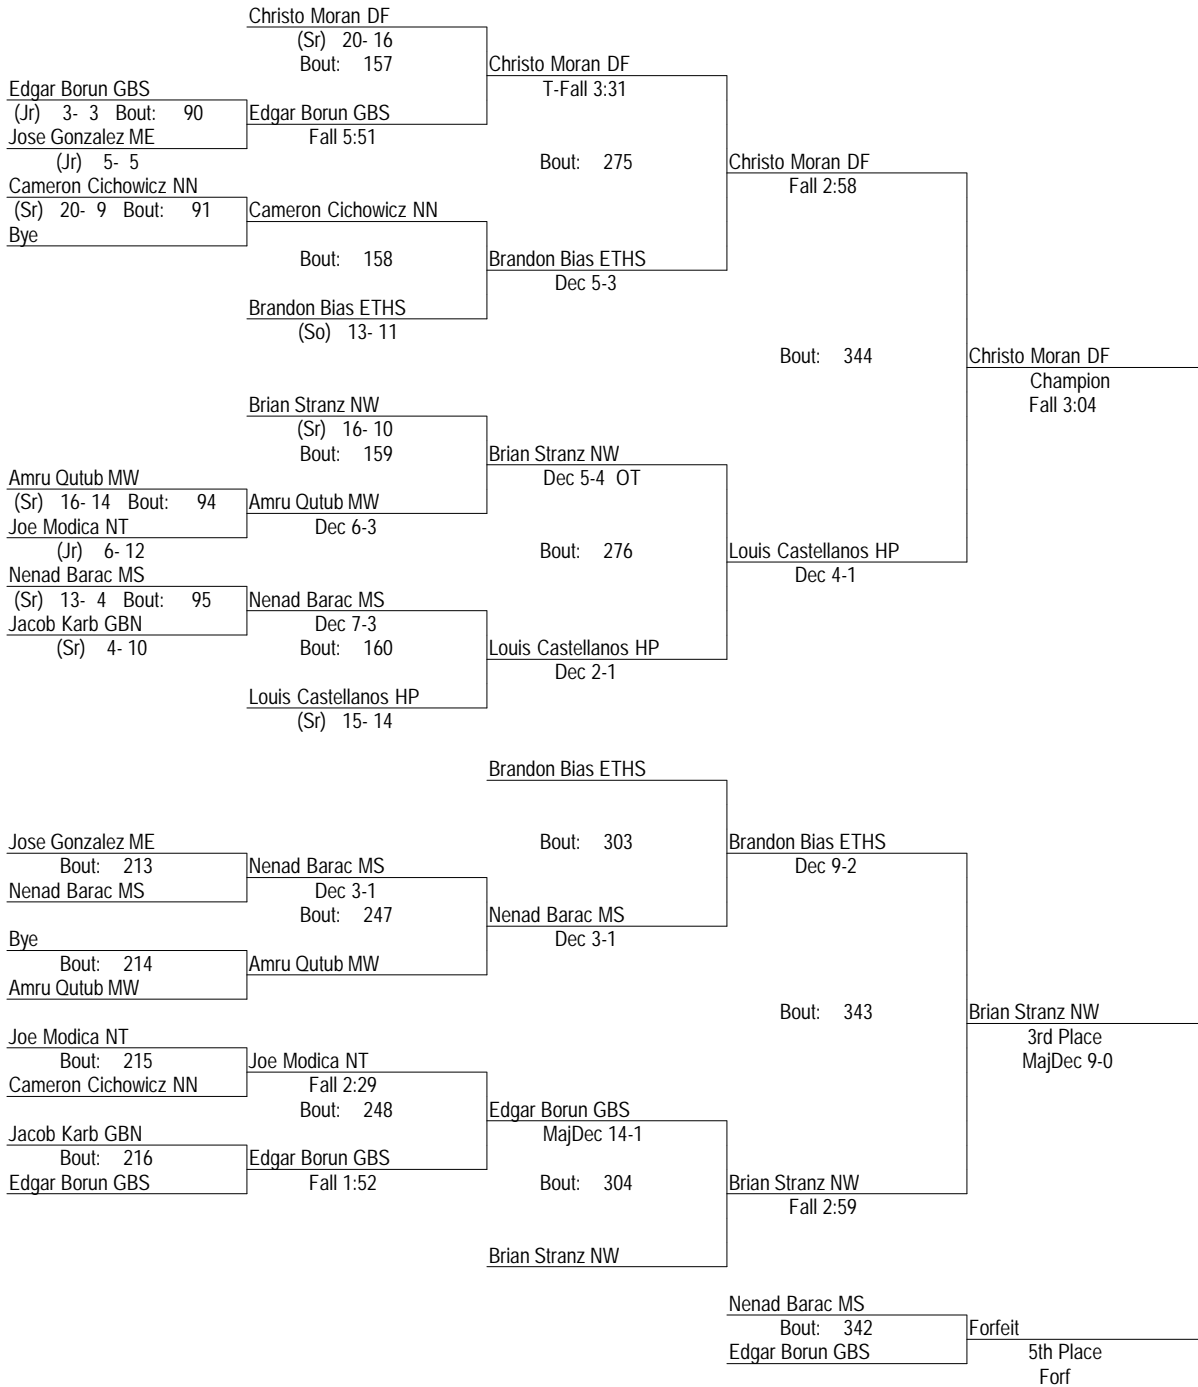 Christo Moran DF
(Sr) 20- 16
Bout: 157
Christo Moran DF
T-Fall 3:31
Edgar Borun GBS
(Jr) 3- 3 Bout: 90
Edgar Borun GBS
Jose Gonzalez ME
Fall 5:51
(Jr) 5- 5
Bout: 275
Christo Moran DF
Cameron Cichowicz NN
Fall 2:58
(Sr) 20- 9 Bout: 91
Cameron Cichowicz NN
Bye
Bout: 158
Brandon Bias ETHS
Dec 5-3
Brandon Bias ETHS
(So) 13- 11
Bout: 344
Christo Moran DF
Champion
Fall 3:04
Brian Stranz NW
(Sr) 16- 10
Bout: 159
Brian Stranz NW
Dec 5-4 OT
Amru Qutub MW
(Sr) 16- 14 Bout: 94
Amru Qutub MW
Joe Modica NT
Dec 6-3
(Jr) 6- 12
Bout: 276
Louis Castellanos HP
Dec 4-1
Nenad Barac MS
(Sr) 13- 4 Bout: 95
Nenad Barac MS
Jacob Karb GBN
Dec 7-3
(Sr) 4- 10
Bout: 160
Louis Castellanos HP
Dec 2-1
Louis Castellanos HP
(Sr) 15- 14
Brandon Bias ETHS
Bout: 303
Brandon Bias ETHS
Dec 9-2
Jose Gonzalez ME
Bout: 213
Nenad Barac MS
Nenad Barac MS
Dec 3-1
Bout: 247
Nenad Barac MS
Dec 3-1
Bye
Bout: 214
Amru Qutub MW
Amru Qutub MW
Bout: 343
Brian Stranz NW
3rd Place
MajDec 9-0
Joe Modica NT
Bout: 215
Joe Modica NT
Cameron Cichowicz NN
Fall 2:29
Bout: 248
Edgar Borun GBS
MajDec 14-1
Jacob Karb GBN
Bout: 216
Edgar Borun GBS
Edgar Borun GBS
Fall 1:52
Bout: 304
Brian Stranz NW
Fall 2:59
Brian Stranz NW
Nenad Barac MS
Bout: 342
Forfeit
Edgar Borun GBS
5th Place
Forf